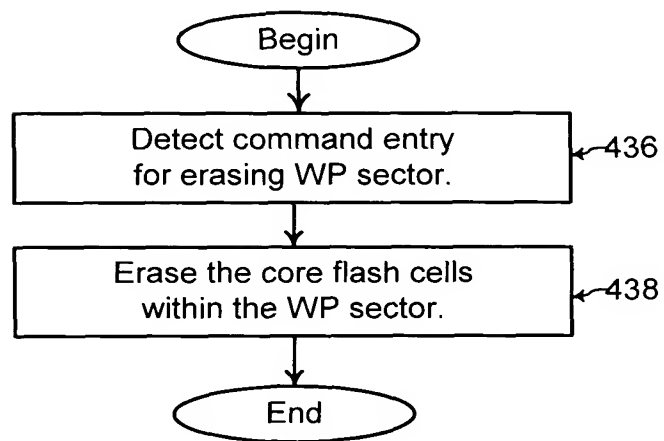 Begin
Detect command entry
for erasing WP sector.
436
Erase the core flash cells
within the WP sector.
438
End